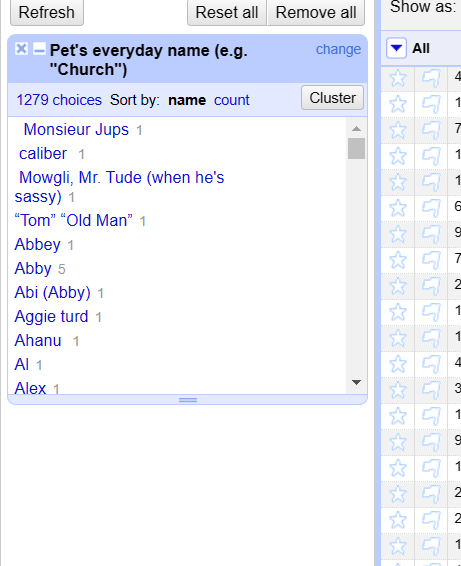 Refresh Reset all Remove all
Show as:
Pet's everyday name (e.g. change
"Church")
1279 choices Sort by: name count Cluster
Monsieur Jups 1
caliber 1
Mowgli, Mr. Tude (when he's
sassy) 1
“Tom” “Old Man” 1
Abbey 1
Abby 5
Abi (Abby) 1
Aggie turd 1
Ahanu 1
Al 1
Alex 1
All
4
1
7
1
1
6
9
7
2
1
1
4
3
1
9
1
2
2
1